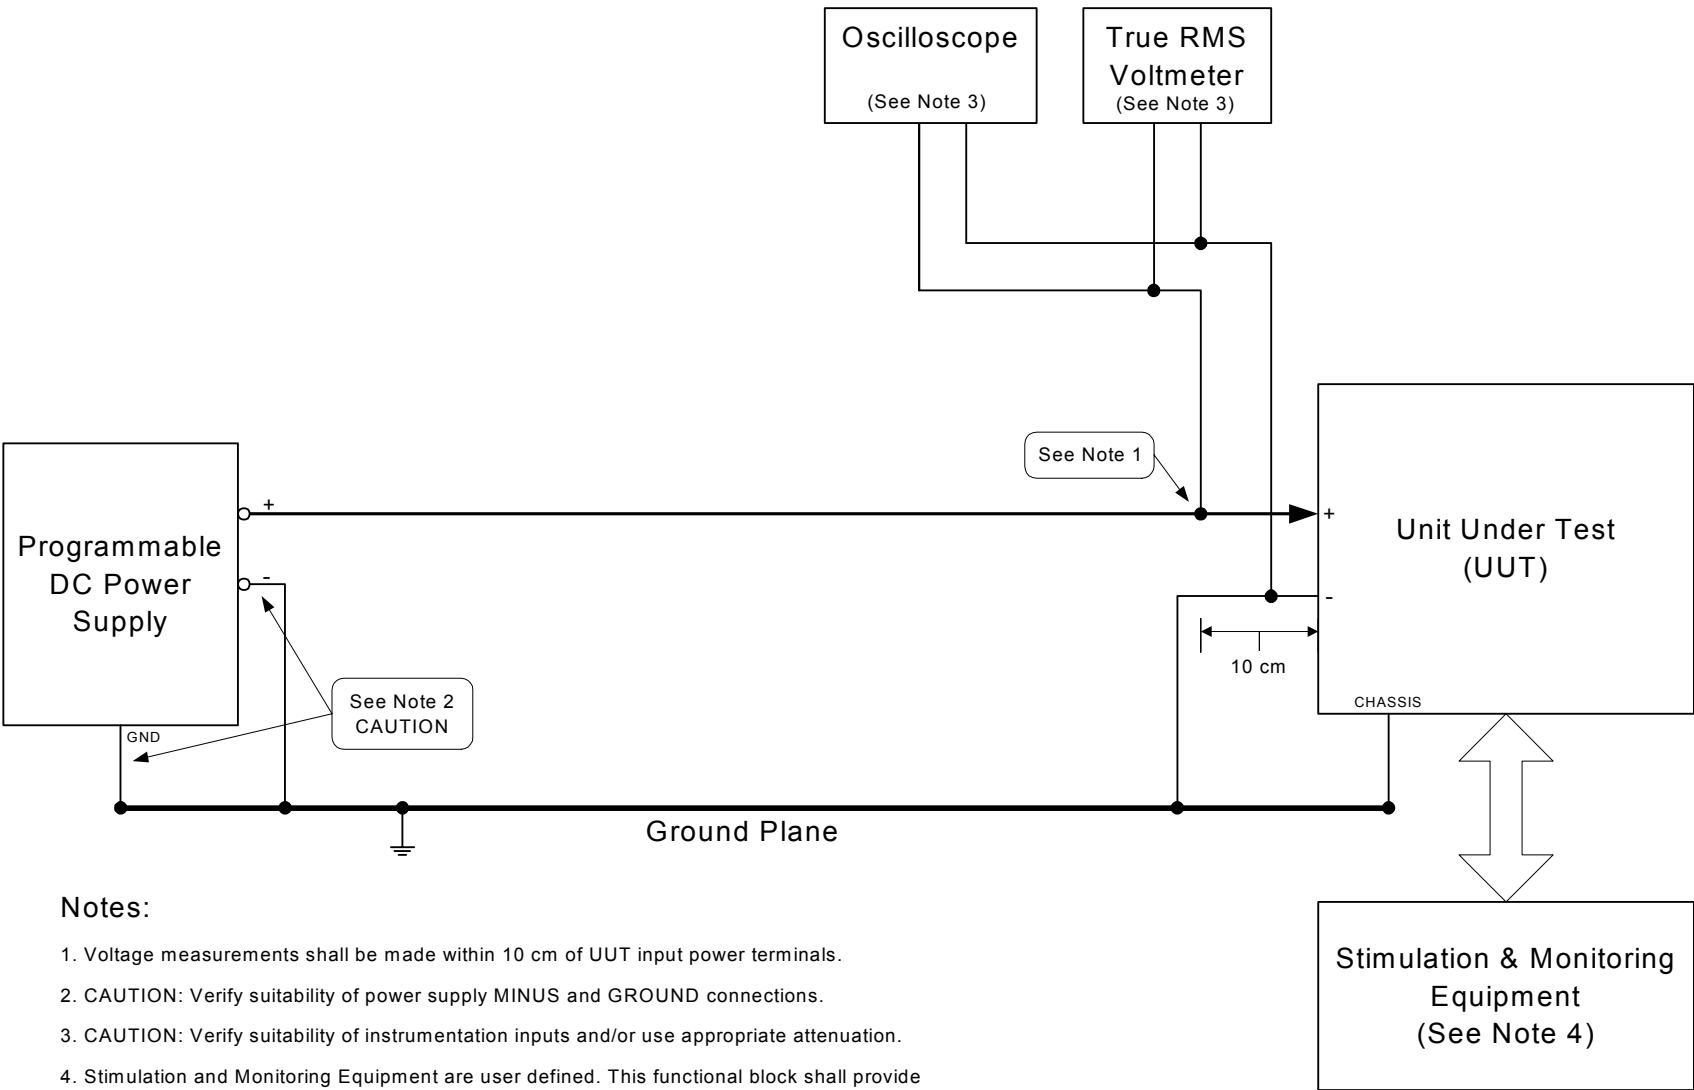 Oscilloscope
(See Note 3)
True RMS
Voltmeter
(See Note 3)
See Note 1
+
-
Programmable
DC Power
Supply
GND
See Note 2
CAUTION
+
-
Unit Under Test
(UUT)
10 cm
CHASSIS
Ground Plane
Stimulation & Monitoring
Equipment
(See Note 4)
Notes:
1. Voltage measurements shall be made within 10 cm of UUT input power terminals.
2. CAUTION: Verify suitability of power supply MINUS and GROUND connections.
3. CAUTION: Verify suitability of instrumentation inputs and/or use appropriate attenuation.
4. Stimulation and Monitoring Equipment are user defined. This functional block shall provide